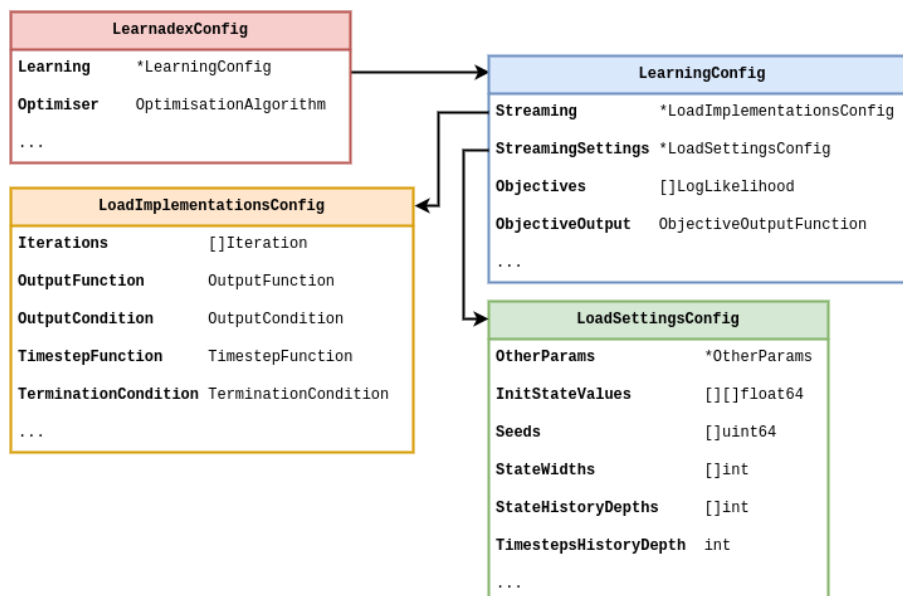 LearnadexConfig
Learning *LearningConfig
Optimiser OptimisationAlgorithm
...
LearningConfig
Streaming *LoadImplementationsConfig
StreamingSettings *LoadSettingsConfig
Objectives []LogLikelihood
ObjectiveOutput ObjectiveOutputFunction
...
LoadImplementationsConfig
Iterations []Iteration
OutputFunction OutputFunction
OutputCondition OutputCondition
TimestepFunction TimestepFunction
TerminationCondition TerminationCondition
...
LoadSettingsConfig
OtherParams *OtherParams
InitStateValues [][]float64
Seeds []uint64
StateWidths []int
StateHistoryDepths []int
TimestepsHistoryDepth int
...